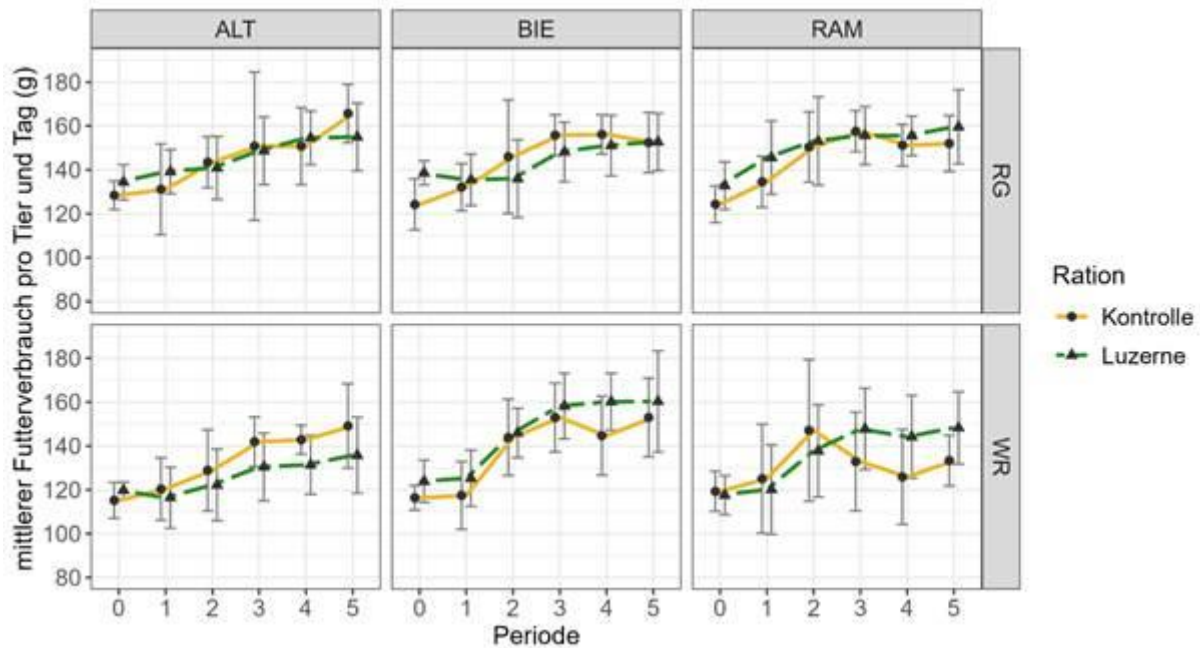 ALT BIE RAM
mittlerer Futterverbrauch pro Tier und Tag (g)
180
160
140
120
100
80
RG
180
160
140
120
100
80
WR
0 1 2 3 4 5 0 1 2 3 4 5 0 1 2 3 4 5
Periode
Ration
Kontrolle
Luzerne